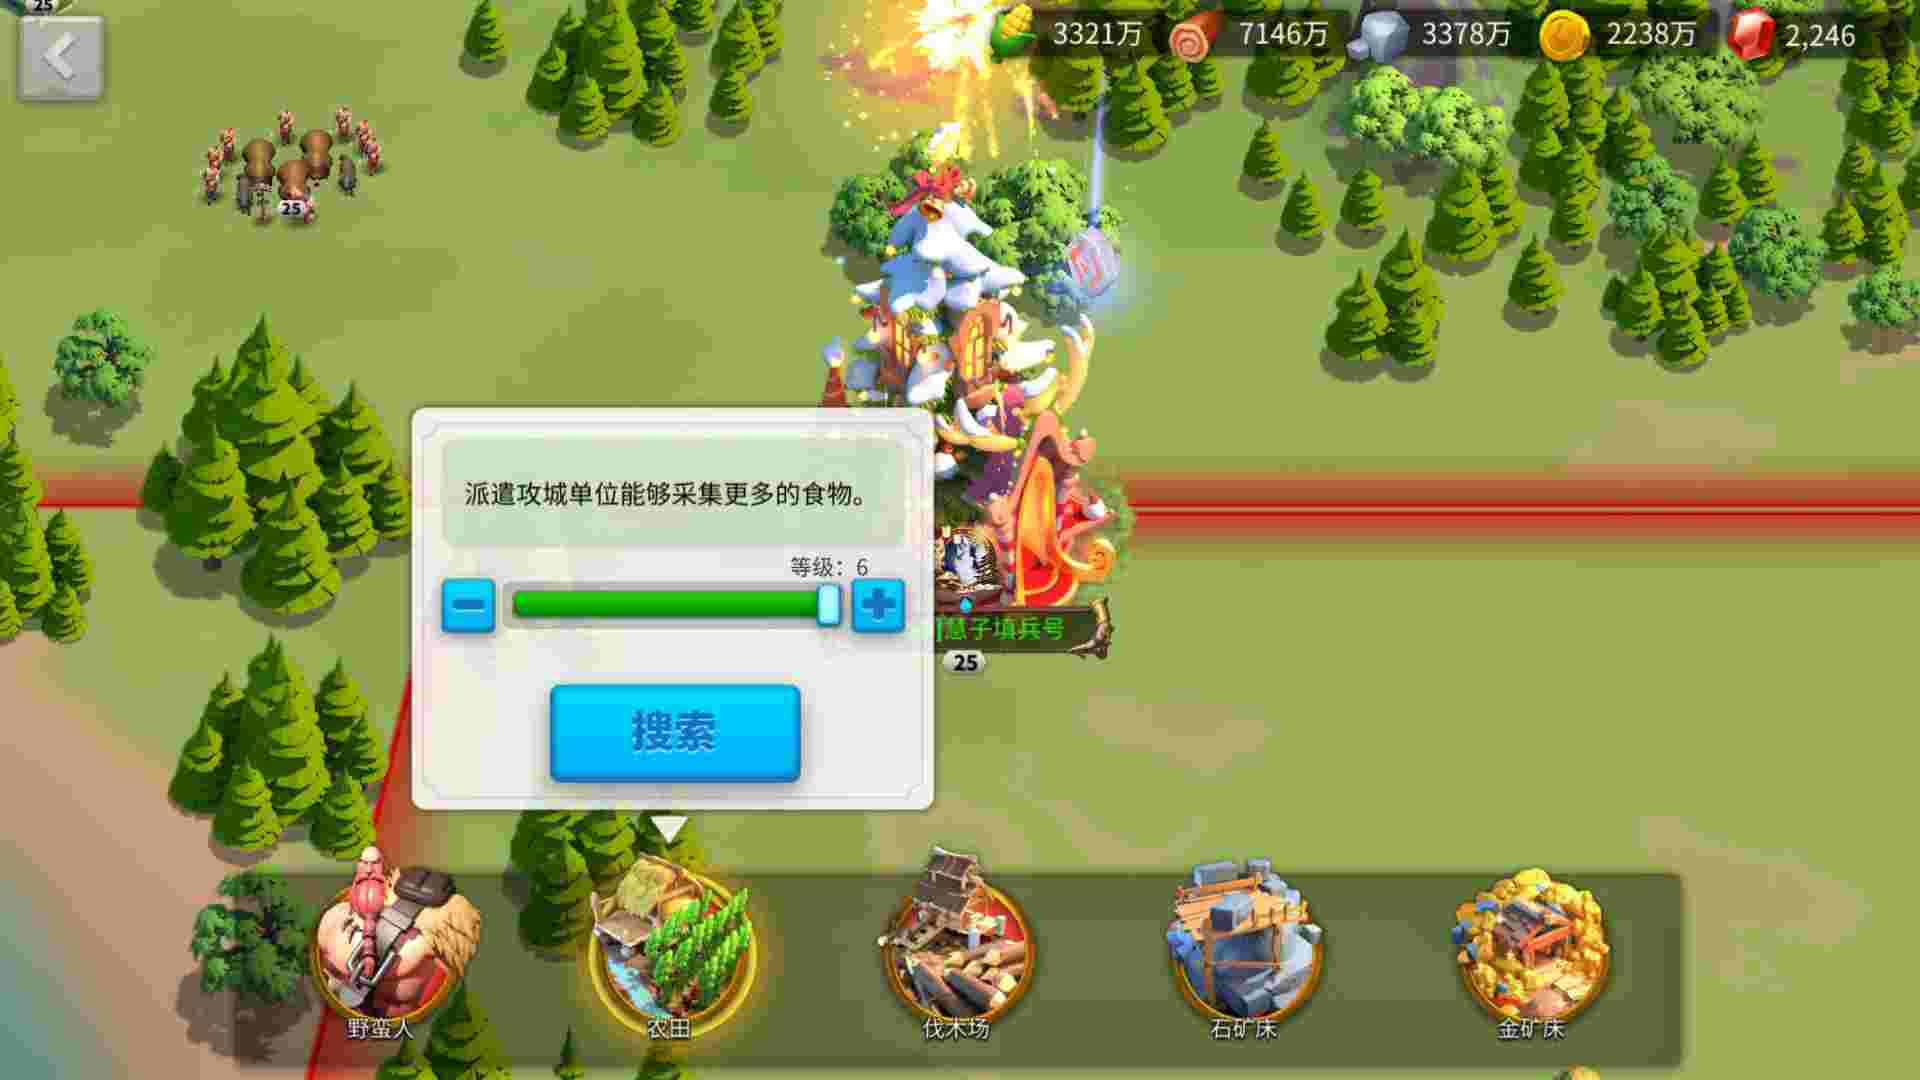 25
3321万
7146万
3378万
2238万
2,246
25
派遣攻城单位能够采集更多的食物。
等级：6
慧子填兵号
25
搜索
野蛮人
农田
伐木场
石矿床
金矿床